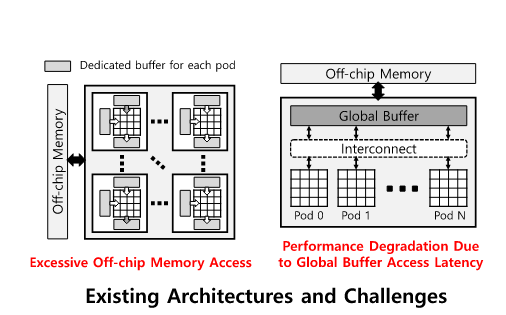 Dedicated buffer for each pod
Off-chip Memory
Excessive Off-chip Memory Access
Off-chip Memory
Global Buffer
Interconnect
Pod 0 Pod 1 Pod N
Performance Degradation Due
to Global Buffer Access Latency
Existing Architectures and Challenges